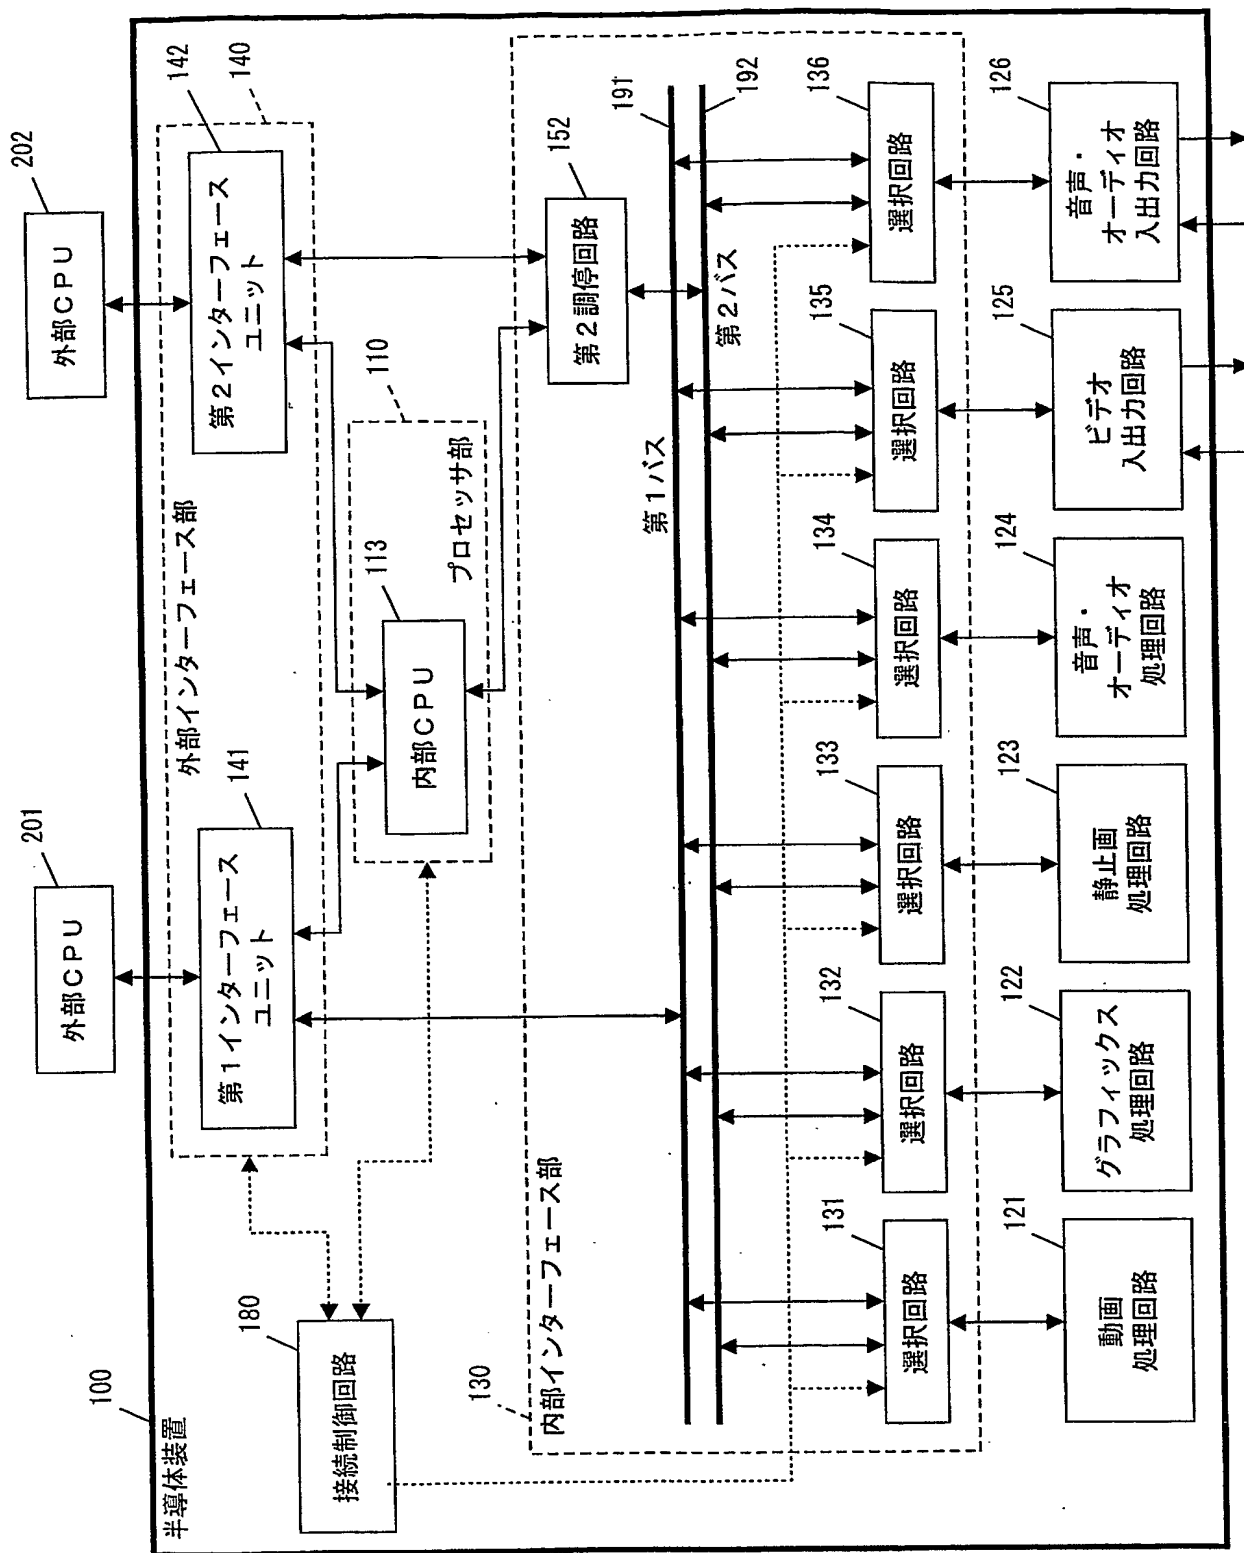 半導体装置
100
外部CPU
201
外部CPU
202
外部インターフェース部
140
第1インターフェース
ユニット
141
第2インターフェース
ユニット
142
接続制御回路
180
プロセッサ部
110
内部CPU
113
内部インターフェース部
130
第2調停回路
152
第1バス
191
第2バス
192
選択回路
131
選択回路
132
選択回路
133
選択回路
134
選択回路
135
選択回路
136
動画
処理回路
121
グラフィックス
処理回路
122
静止画
処理回路
123
音声・
オーディオ
処理回路
124
ビデオ
入出力回路
125
音声・
オーディオ
入出力回路
126